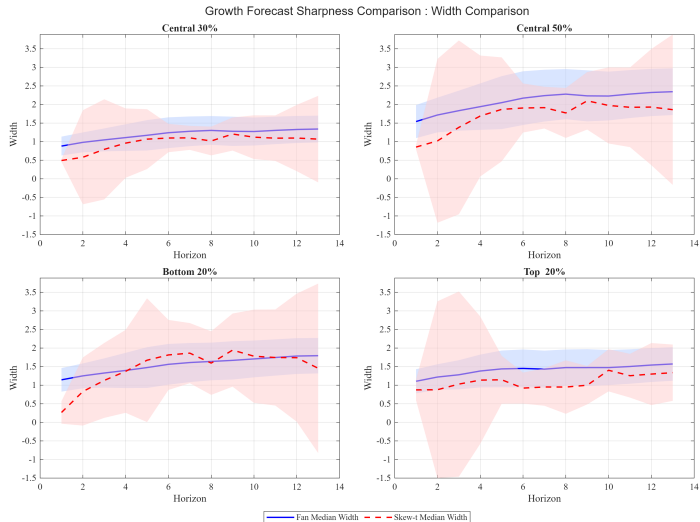 Growth Forecast Sharpness Comparison : Width Comparison
Central 30%
3.5
3
2.5
2
1.5
1
0.5
0
-0.5
-1
-1.5
Width
0 2 4 6 8 10 12 14
Horizon
Central 50%
3.5
3
2.5
2
1.5
1
0.5
0
-0.5
-1
-1.5
Width
0 2 4 6 8 10 12 14
Horizon
Bottom 20%
3.5
3
2.5
2
1.5
1
0.5
0
-0.5
-1
-1.5
Width
0 2 4 6 8 10 12 14
Horizon
Top 20%
3.5
3
2.5
2
1.5
1
0.5
0
-0.5
-1
-1.5
Width
0 2 4 6 8 10 12 14
Horizon
Fan Median Width Skew-t Median Width